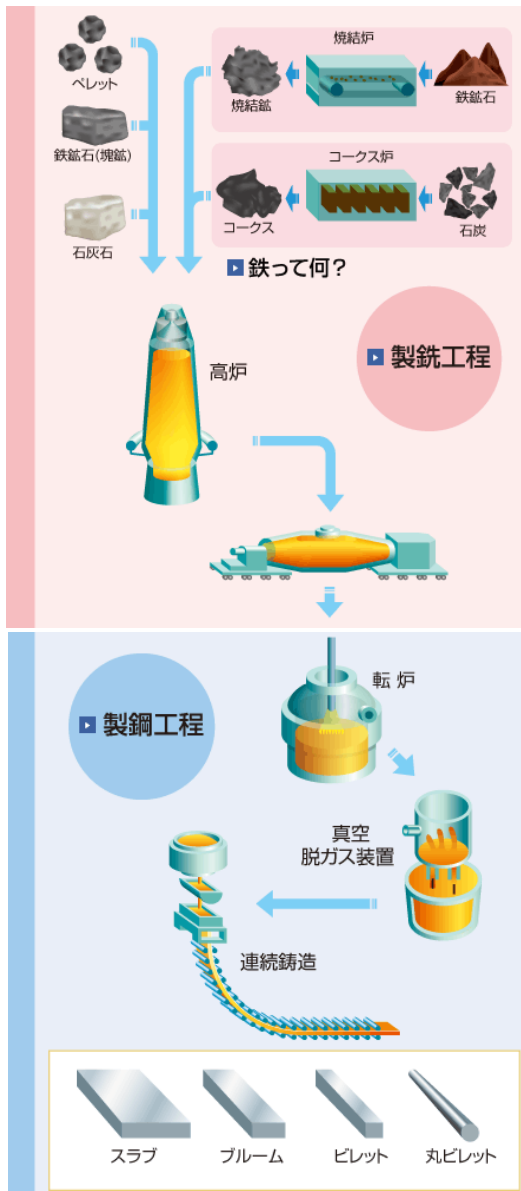 ペレット
鉄鉱石(塊鉱)
石灰石
焼結炉
焼結鉱
鉄鉱石
コークス炉
コークス
石炭
鉄って何?
製銑工程
高炉
製鋼工程
転炉
真空
脱ガス装置
連続鋳造
スラブ
ブルーム
ビレット
丸ビレット